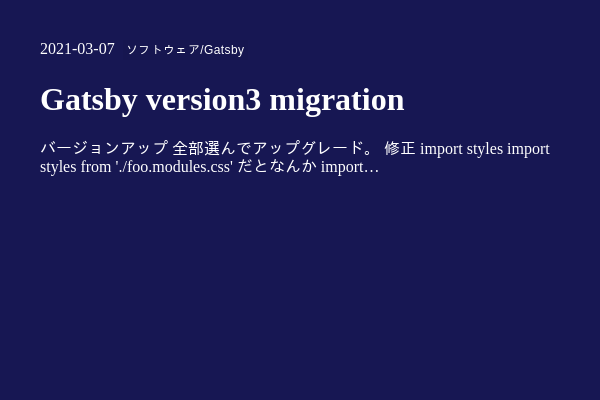 2021-03-07 ソフトウェア/Gatsby
Gatsby version3 migration
バージョンアップ 全部選んでアップグレード。 修正 import styles import
styles from './foo.modules.css' だとなんか import…